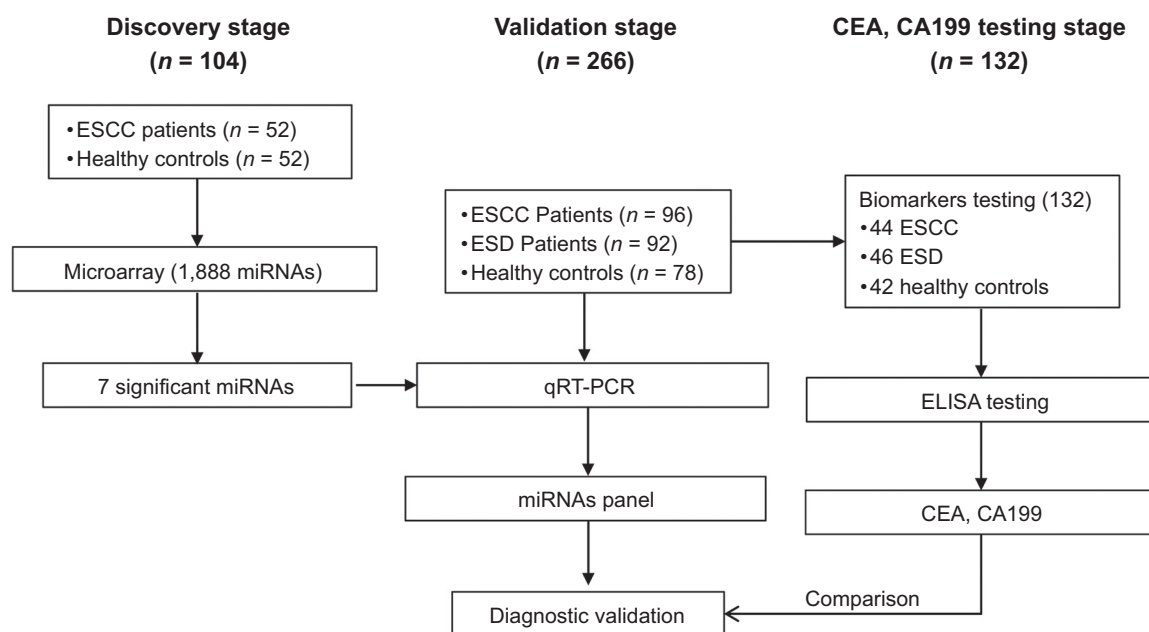 Discovery stage
(n = 104)
•ESCC patients (n = 52)
•Healthy controls (n = 52)
Microarray (1,888 miRNAs)
7 significant miRNAs
Validation stage
(n = 266)
•ESCC Patients (n = 96)
•ESD Patients (n = 92)
•Healthy controls (n = 78)
qRT-PCR
miRNAs panel
Diagnostic validation
CEA, CA199 testing stage
(n = 132)
Biomarkers testing (132)
•44 ESCC
•46 ESD
•42 healthy controls
ELISA testing
CEA, CA199
Comparison